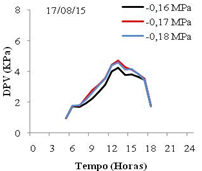 17/08/15
-0,16 MPa
-0,17 MPa
-0,18 MPa
DPV (KPa)
8
6
4
2
0
0 3 6 9 12 15 18 21 24
Tempo (Horas)